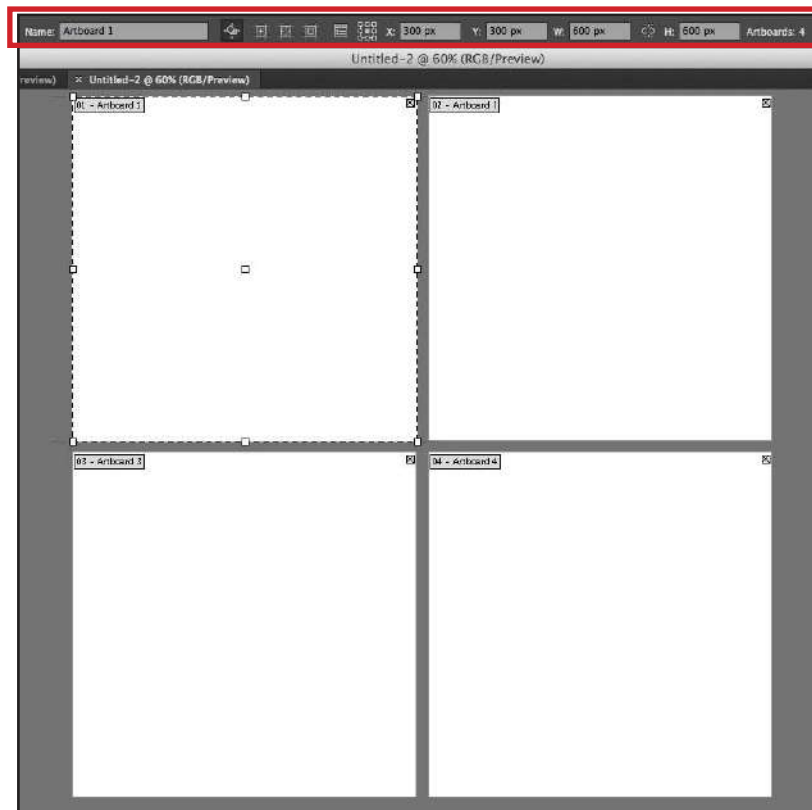 Name: Artboard 1 X: 300 px Y: 300 px W: 600 px H: 600 px Artboards: 4
Untitled-2 @ 60% (RGB/Preview)
review) × Untitled-2 @ 60% (RGB/Preview)
01 - Artboard 1
02 - Artboard 1
03 - Artboard 3
04 - Artboard 4